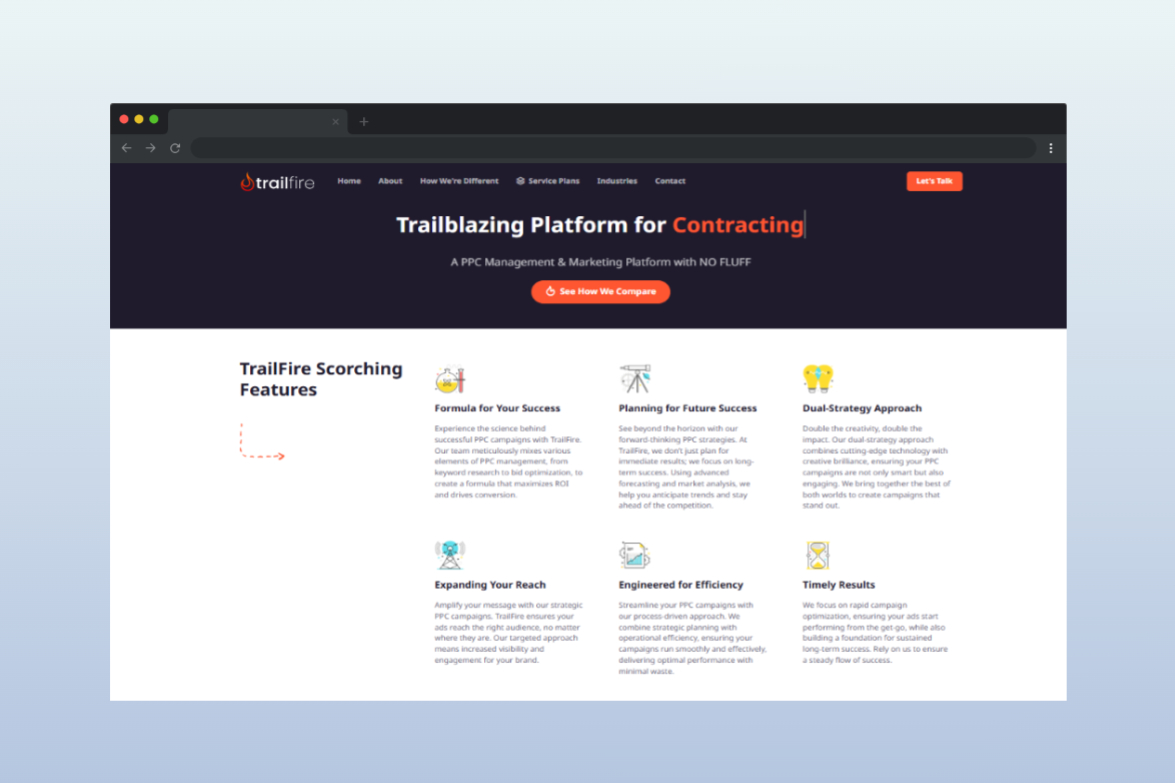 trailfire
Home
About
How We're Different
Service Plans
Industries
Contact
Let's Talk
Trailblazing Platform for Contracting
A PPC Management & Marketing Platform with NO FLUFF
See How We Compare
TrailFire Scorching
Features
Formula for Your Success
Experience the science behind
successful PPC campaigns with TrailFire.
Our team meticulously mixes various
elements of PPC management, from
keyword research to bid optimization, to
create a formula that maximizes ROI
and drives conversion.
Planning for Future Success
See beyond the horizon with our
forward-thinking PPC strategies. At
TrailFire, we don't just plan for
immediate results; we focus on long-
term success. Using advanced
forecasting and market analysis, we
help you anticipate trends and stay
ahead of the competition.
Dual-Strategy Approach
Double the creativity, double the
impact. Our dual-strategy approach
combines cutting-edge technology with
creative brilliance, ensuring your PPC
campaigns are not only smart but also
engaging. We bring together the best of
both worlds to create campaigns that
stand out.
Expanding Your Reach
Amplify your message with our strategic
PPC campaigns. TrailFire ensures your
ads reach the right audience, no matter
where they are. Our targeted approach
means increased visibility and
engagement for your brand.
Engineered for Efficiency
Streamline your PPC campaigns with
our process-driven approach. We
combine strategic planning with
operational efficiency, ensuring your
campaigns run smoothly and effectively,
delivering optimal performance with
minimal waste.
Timely Results
We focus on rapid campaign
optimization, ensuring your ads start
performing from the get-go, while also
building a foundation for sustained
long-term success. Rely on us to ensure
a steady flow of success.